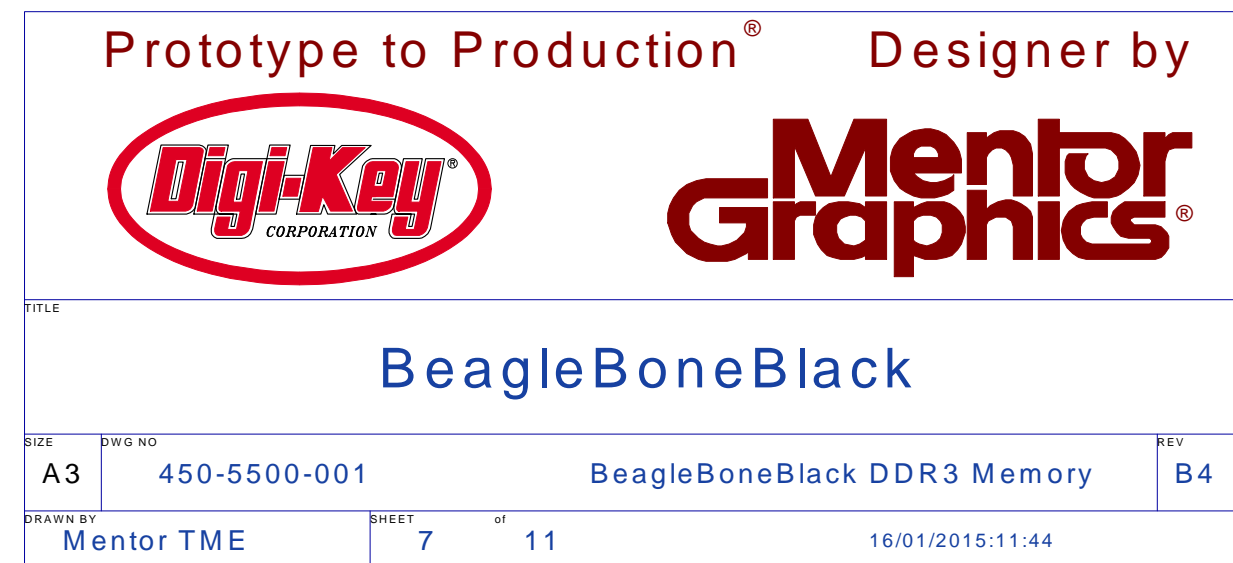 Prototype to Production® Designer by
Digi-Key®
CORPORATION
Mentor
Graphics®
TITLE
BeagleBoneBlack
SIZE DWG NO REV
A3 450-5500-001 BeagleBoneBlack DDR3 Memory B4
DRAWN BY SHEET of
Mentor TME 7 11 16/01/2015:11:44